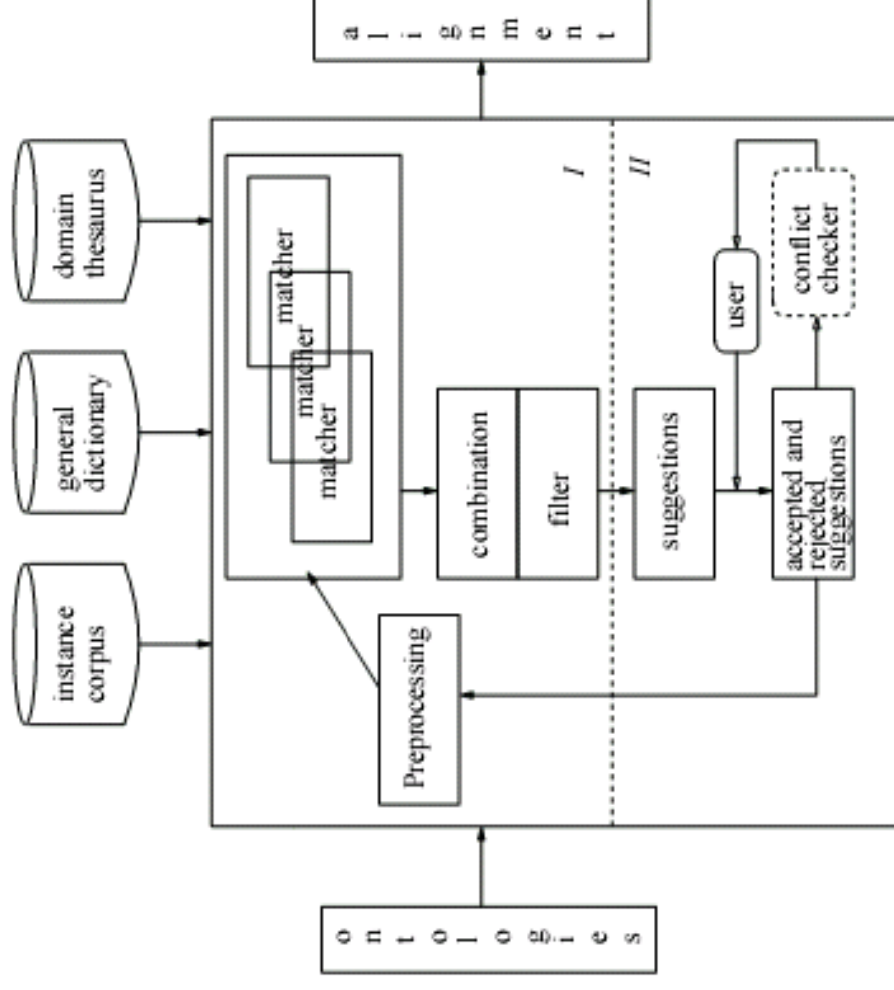 instance
corpus
general
dictionary
domain
thesaurus
ontologies
alignment
matcher
matcher
matcher
Preprocessing
combination
filter
I
II
suggestions
user
accepted and
rejected
suggestions
conflict
checker